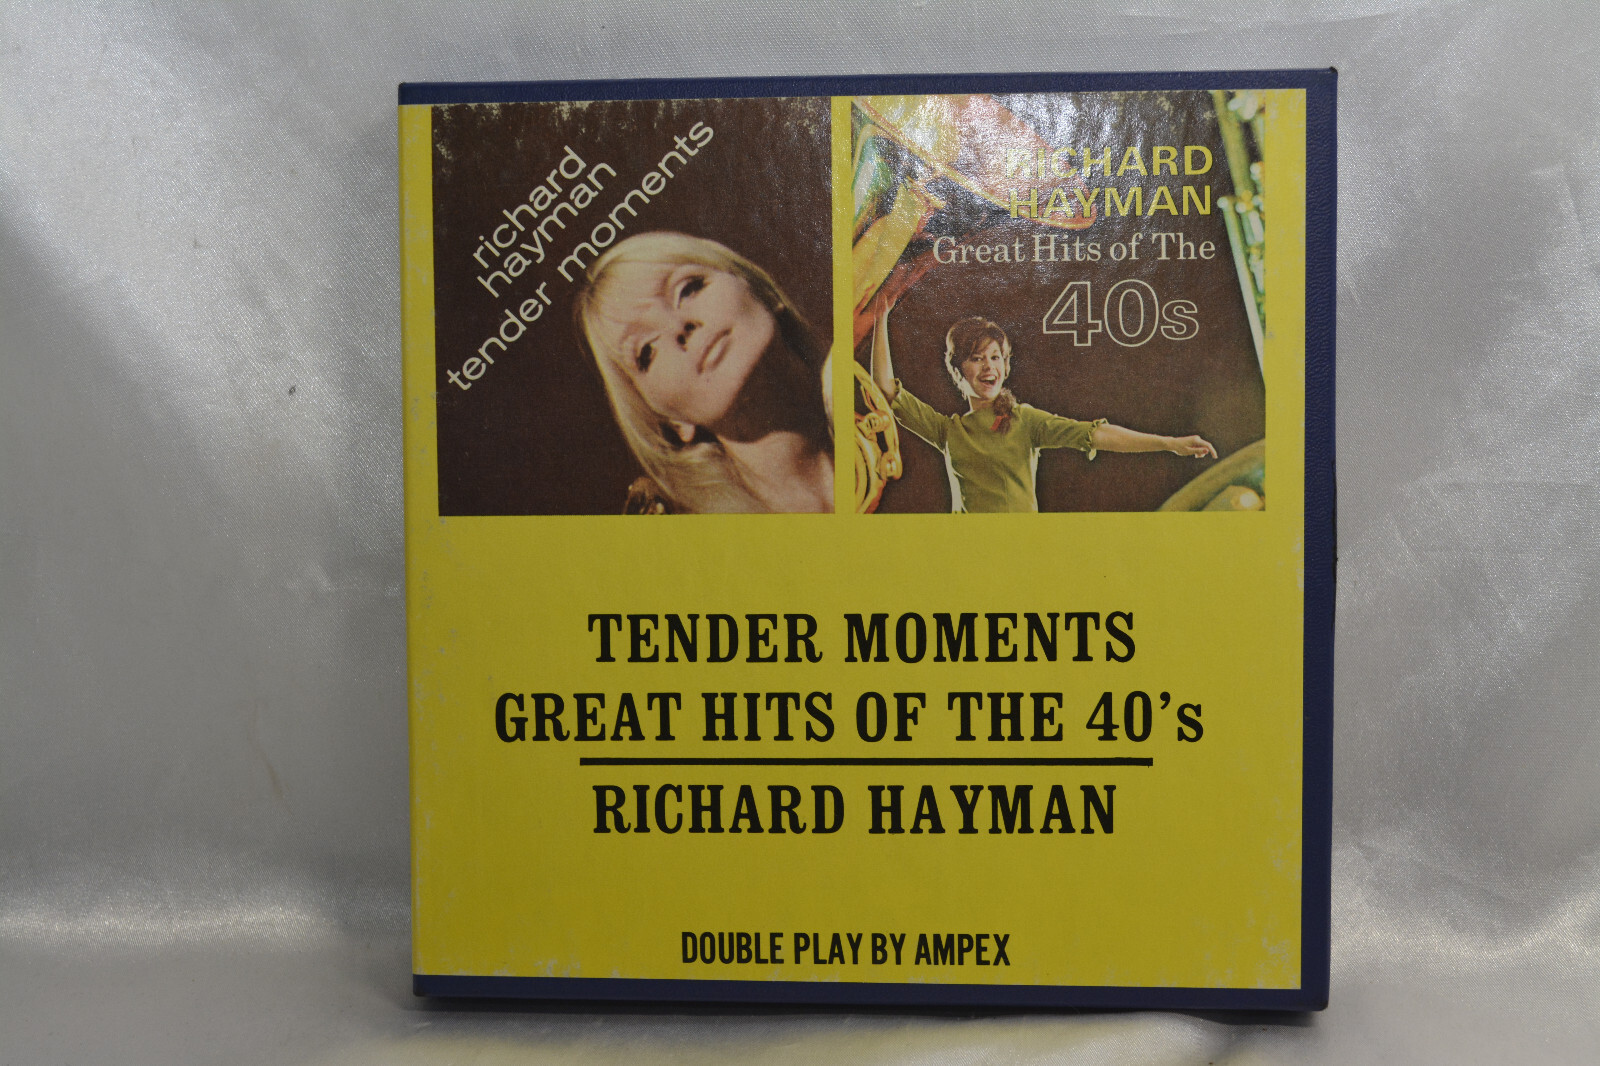 richard
hayman
tender moments
RICHARD
HAYMAN
Great Hits of The
40s
TENDER MOMENTS
GREAT HITS OF THE 40's
RICHARD HAYMAN
DOUBLE PLAY BY AMPEX